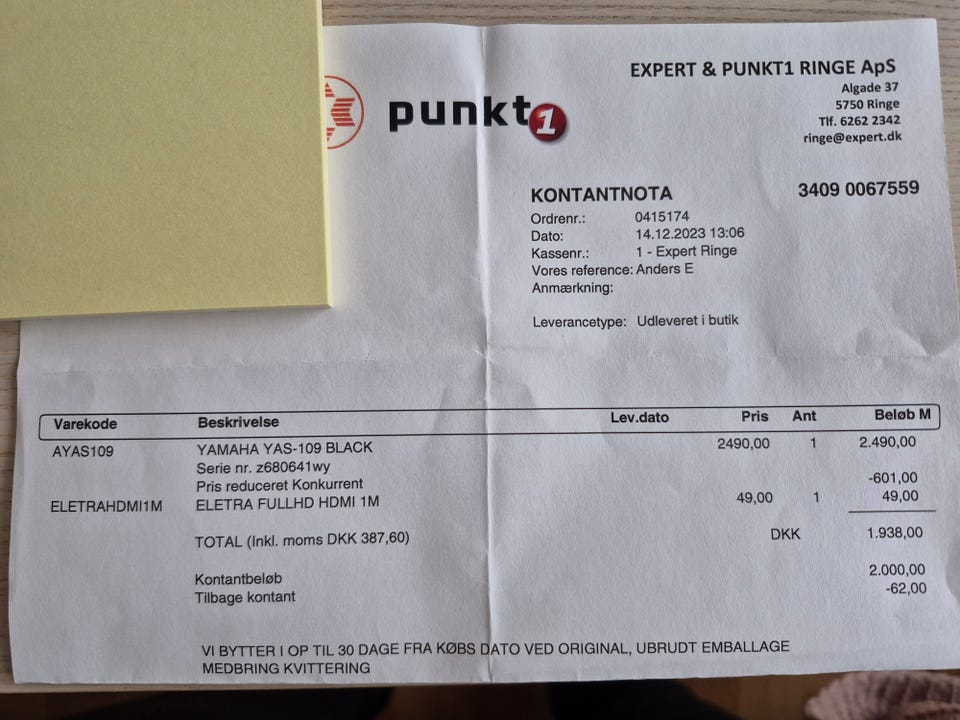 punkt1
EXPERT & PUNKT1 RINGE ApS
Algade 37
5750 Ringe
Tlf. 6262 2342
ringe@expert.dk
KONTANTNOTA 3409 0067559
Ordrenr.: 0415174
Dato: 14.12.2023 13:06
Kassenr.: 1 - Expert Ringe
Vores reference: Anders E
Anmærkning:
Leverancetype: Udleveret i butik
Varekode Beskrivelse Lev.dato Pris Ant Beløb M
AYAS109 YAMAHA YAS-109 BLACK 2490,00 1 2.490,00
Serie nr. z680641wy
Pris reduceret Konkurrent -601,00
ELETRAHDMI1M ELETRA FULLHD HDMI 1M 49,00 1 49,00
TOTAL (Inkl. moms DKK 387,60) DKK 1.938,00
Kontantbeløb 2.000,00
Tilbage kontant -62,00
VI BYTTER I OP TIL 30 DAGE FRA KØBS DATO VED ORIGINAL, UBRUDT EMBALLAGE
MEDBRING KVITTERING